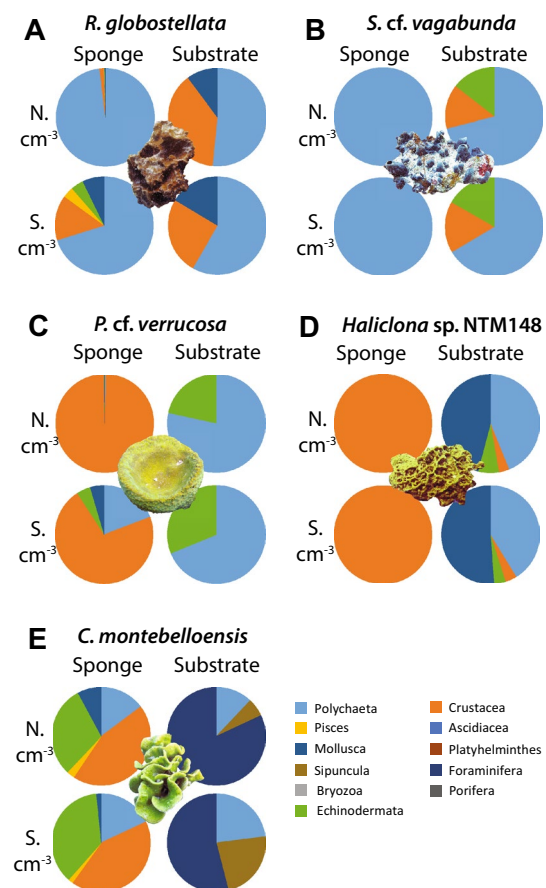 A R. globostellata
Sponge Substrate
N. cm-3
S. cm-3
B S. cf. vagabunda
Sponge Substrate
N. cm-3
S. cm-3
C P. cf. verrucosa
Sponge Substrate
N. cm-3
S. cm-3
D Haliclona sp. NTM148
Sponge Substrate
N. cm-3
S. cm-3
E C. montebelloensis
Sponge Substrate
N. cm-3
S. cm-3
Polychaeta
Pisces
Mollusca
Sipuncula
Bryozoa
Echinodermata
Crustacea
Ascidiacea
Platyhelminthes
Foraminifera
Porifera